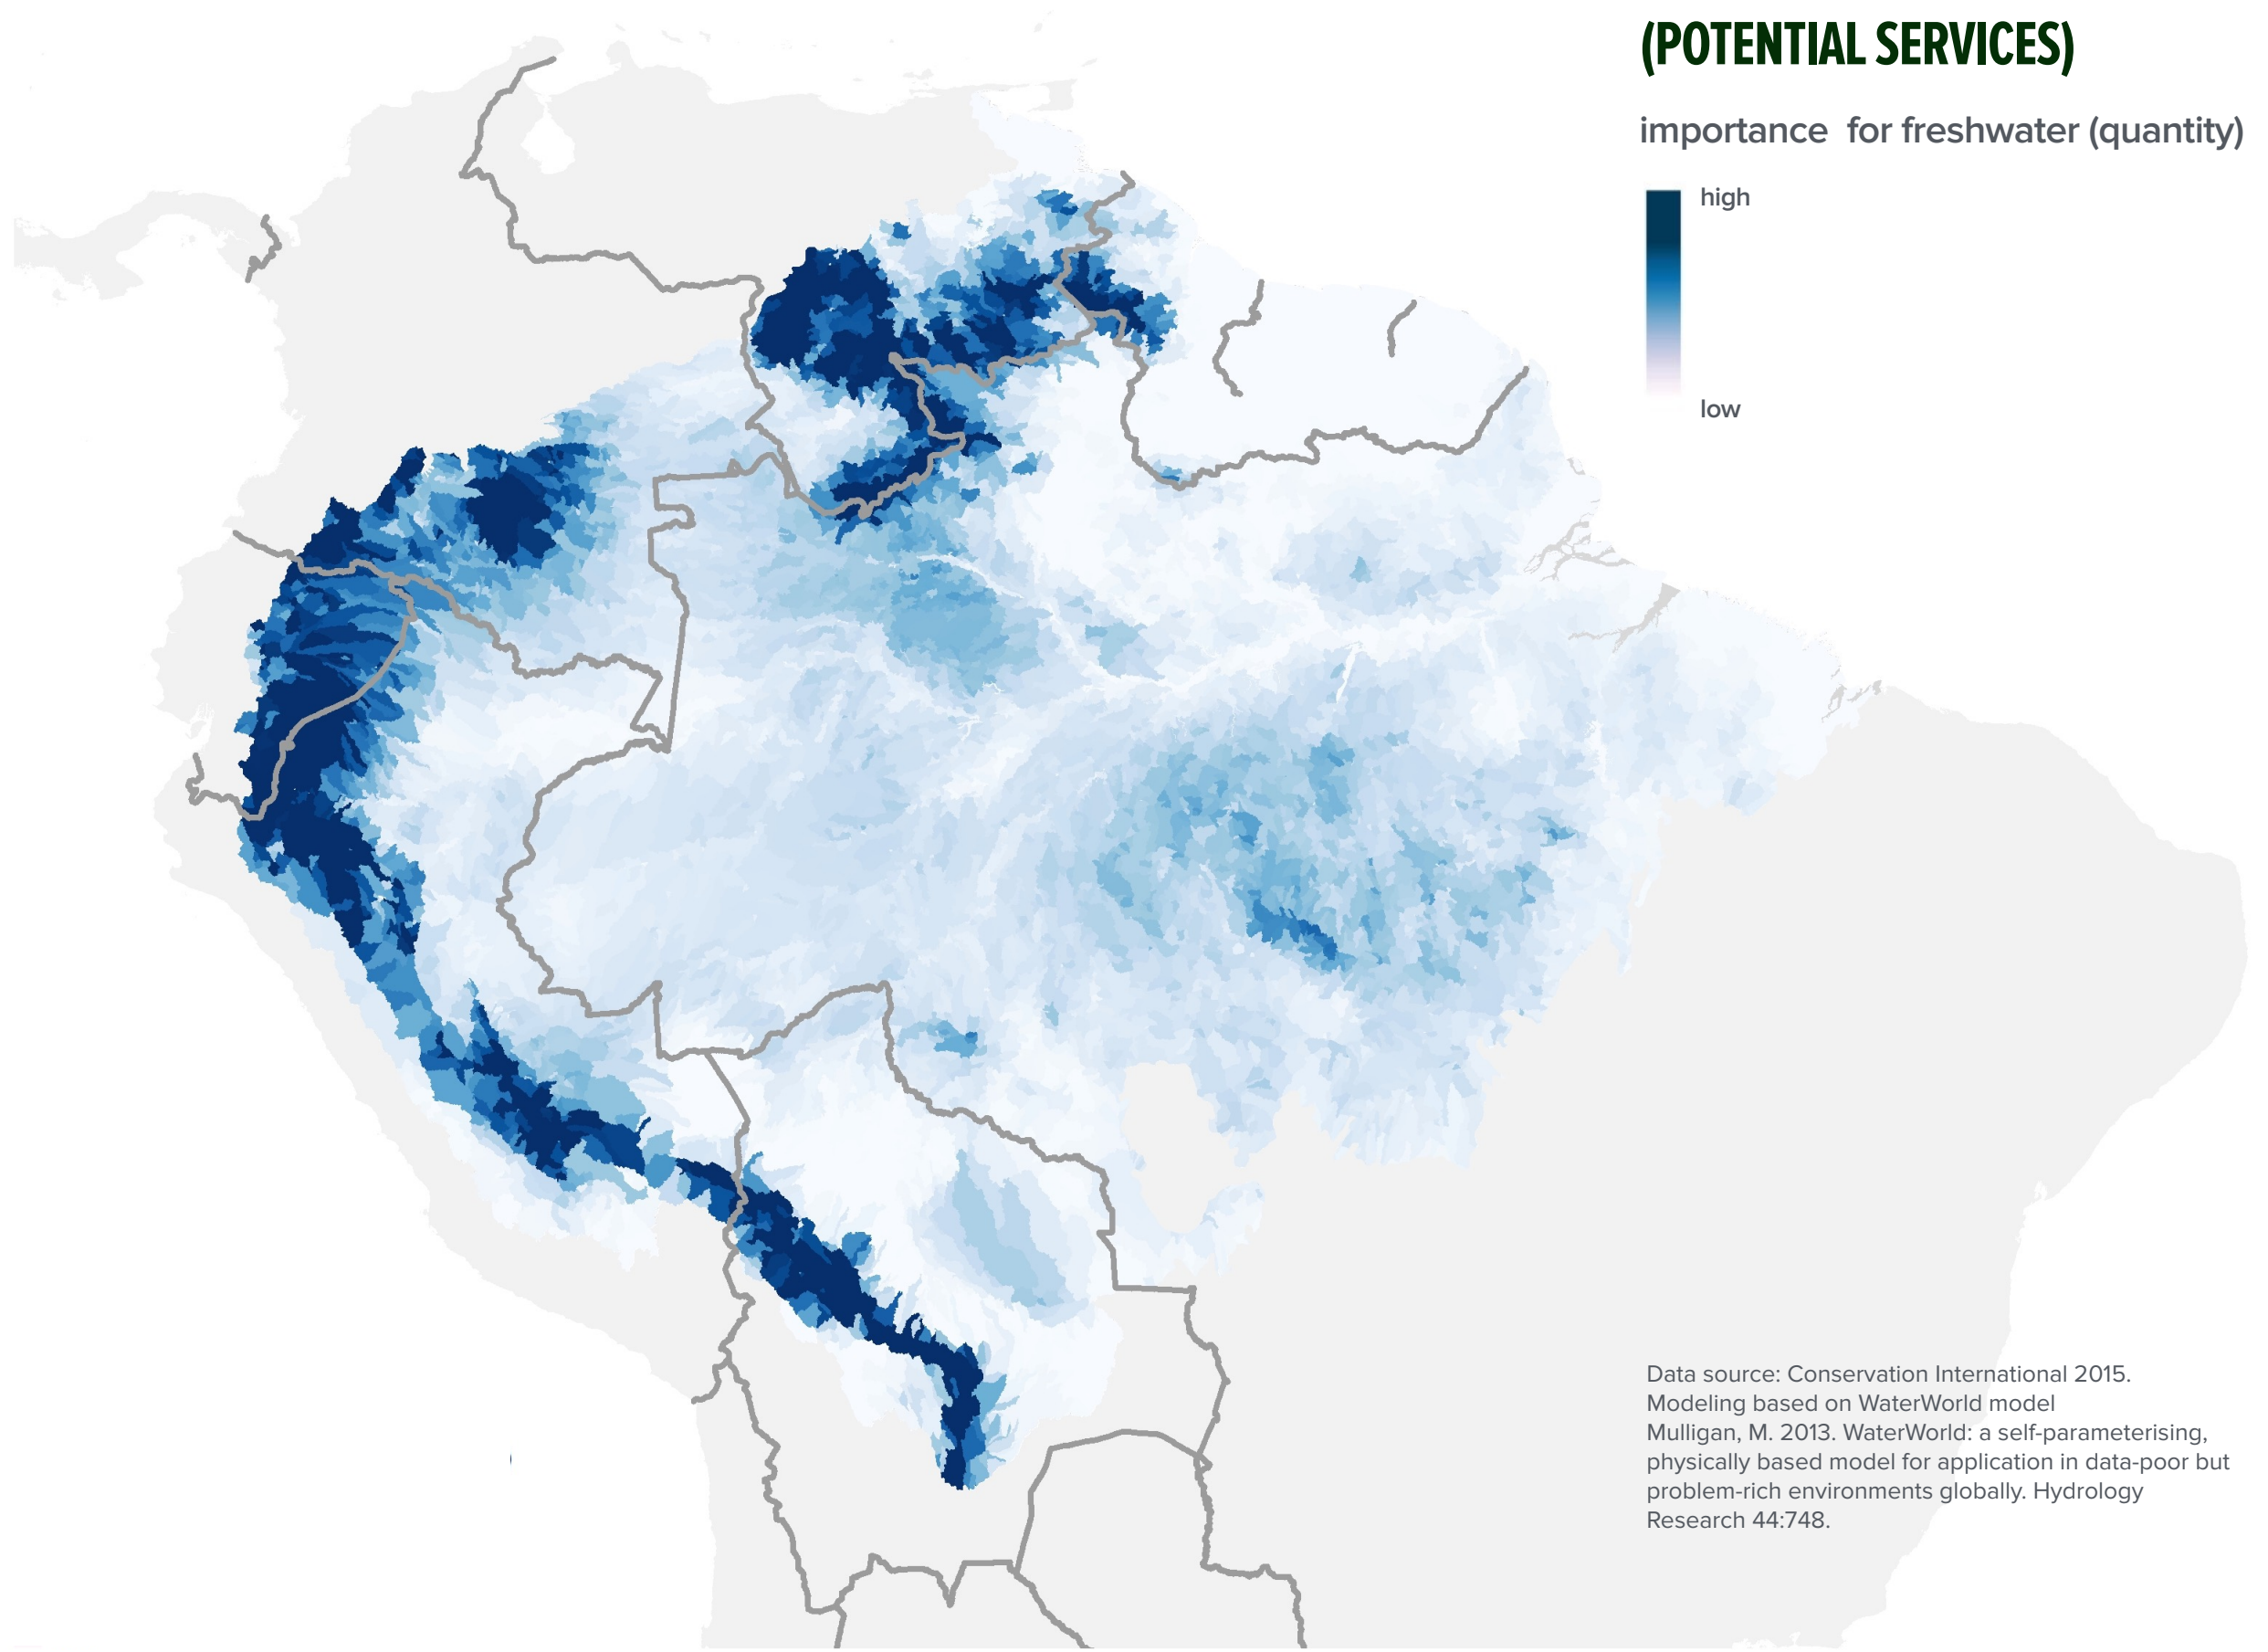 (POTENTIAL SERVICES)
importance for freshwater (quantity)
high
low
Data source: Conservation International 2015.
Modeling based on WaterWorld model
Mulligan, M. 2013. WaterWorld: a self-parameterising,
physically based model for application in data-poor but
problem-rich environments globally. Hydrology
Research 44:748.